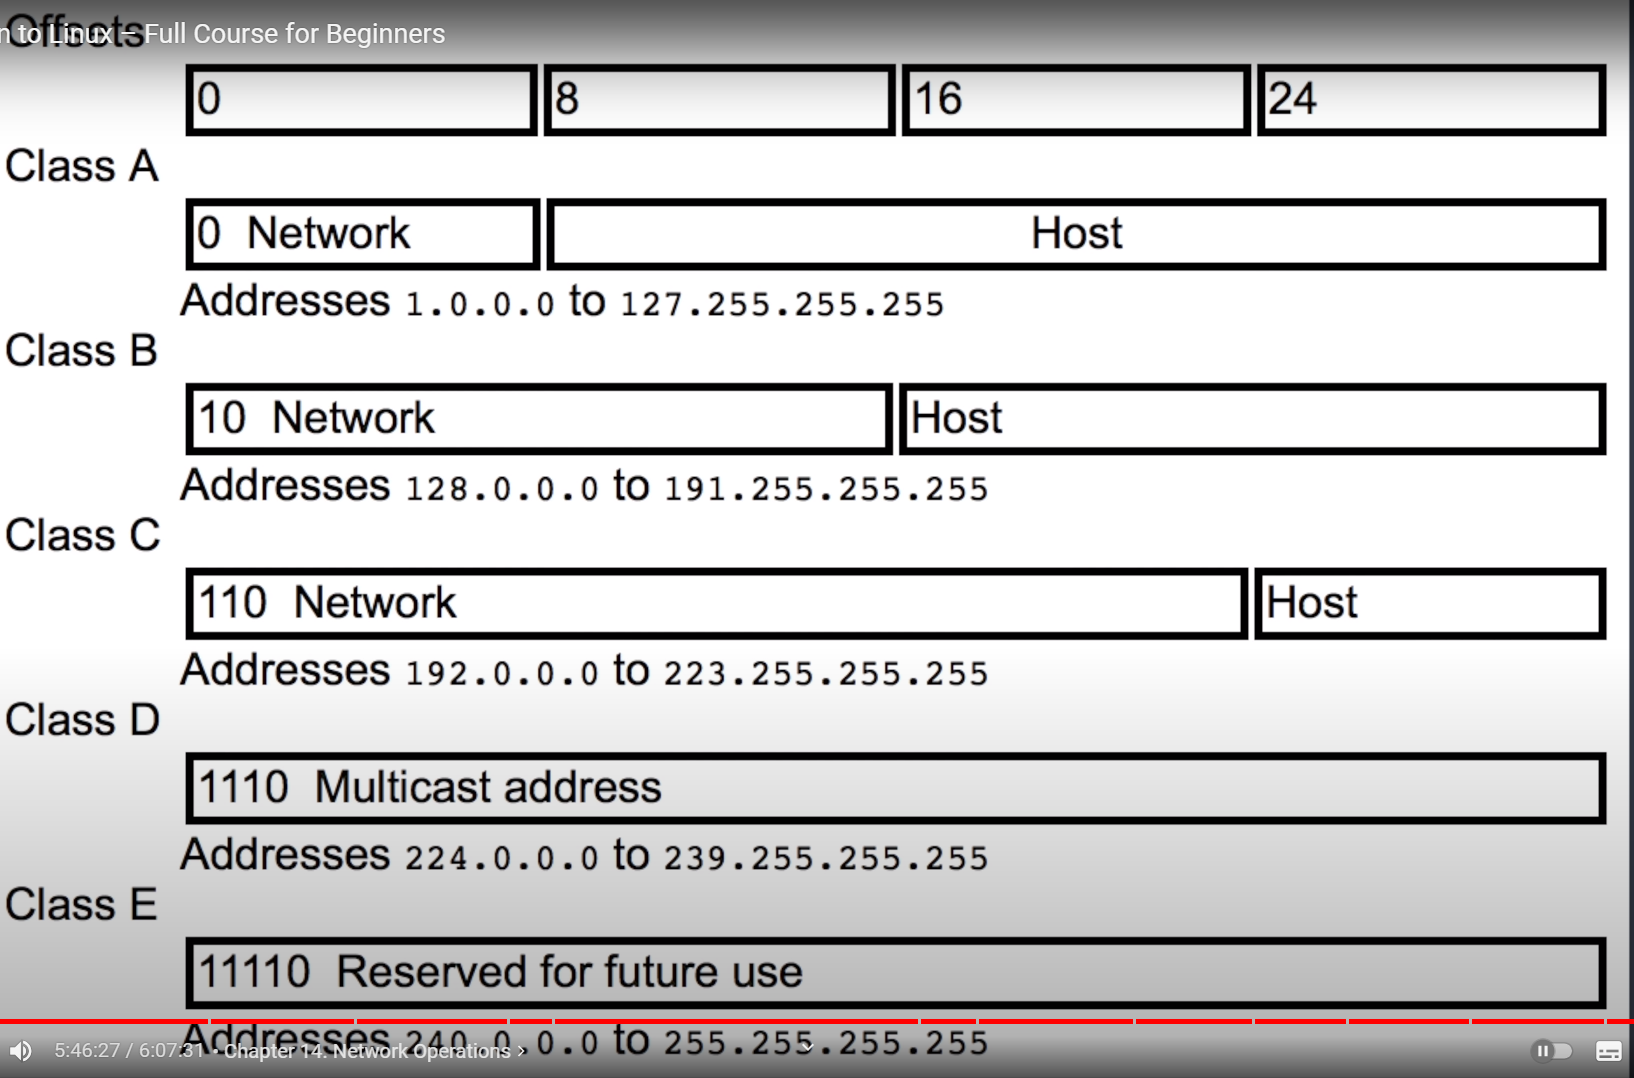 Offsets
n to Linux – Full Course for Beginners
0 8 16 24
Class A
0 Network Host
Addresses 1.0.0.0 to 127.255.255.255
Class B
10 Network Host
Addresses 128.0.0.0 to 191.255.255.255
Class C
110 Network Host
Addresses 192.0.0.0 to 223.255.255.255
Class D
1110 Multicast address
Addresses 224.0.0.0 to 239.255.255.255
Class E
11110 Reserved for future use
Addresses 240.0.0.0 to 255.255.255.255
5:46:27 / 6:07:31 • Chapter 14. Network Operations >